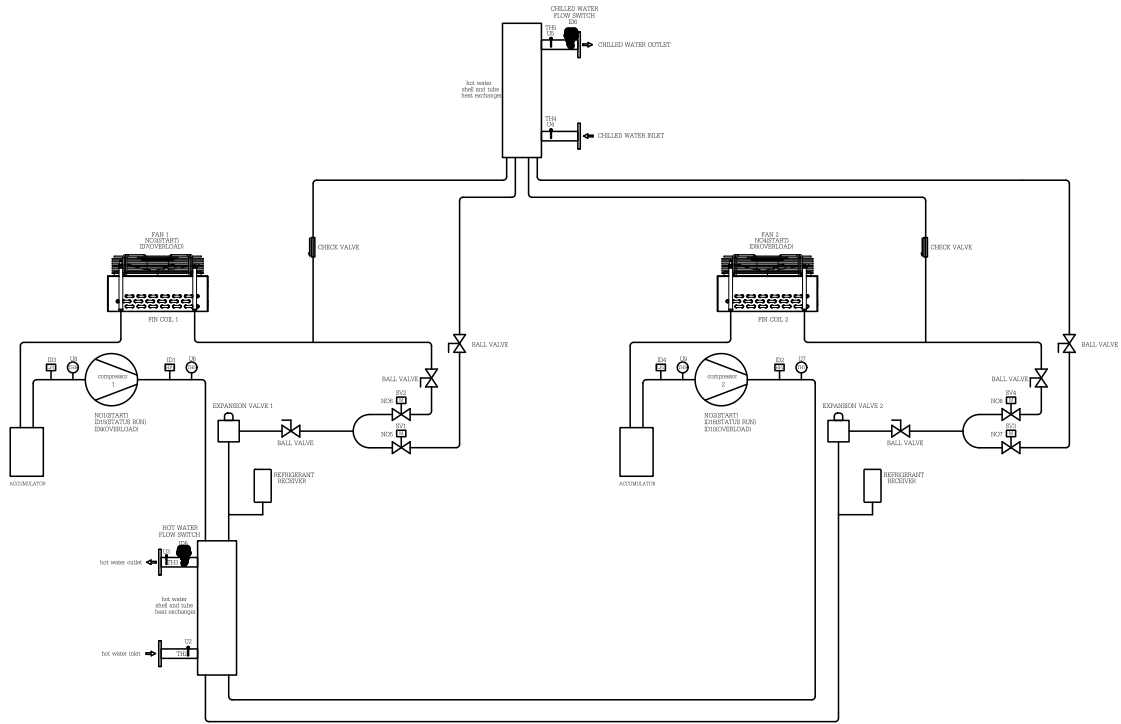 CHILLED WATER
FLOW SWITCH
ID6
TH5
U5
CHILLED WATER OUTLET
hot water
shell and tube
heat exchanger
TH4
U4
CHILLED WATER INLET
FAN 1
NO3(START)
ID7(OVERLOAD)
CHECK VALVE
FIN COIL 1
FAN 2
NO4(START)
ID8(OVERLOAD)
CHECK VALVE
FIN COIL 2
BALL VALVE
BALL VALVE
ID3
U8
compressor
1
ID1
U6
BALL VALVE
SV2
NO6
ID4
U9
compressor
2
ID2
U7
BALL VALVE
SV4
NO8
NO1(START)
ID15(STATUS RUN)
ID9(OVERLOAD)
EXPANSION VALVE 1
SV1
NO5
BALL VALVE
NO2(START)
ID16(STATUS RUN)
ID10(OVERLOAD)
EXPANSION VALVE 2
SV3
NO7
BALL VALVE
ACCUMULATOR
REFRIGERANT
RECEIVER
ACCUMULATOR
REFRIGERANT
RECEIVER
HOT WATER
FLOW SWITCH
U3
TH3
hot water outlet
hot water
shell and tube
heat exchanger
U2
hot water inlet